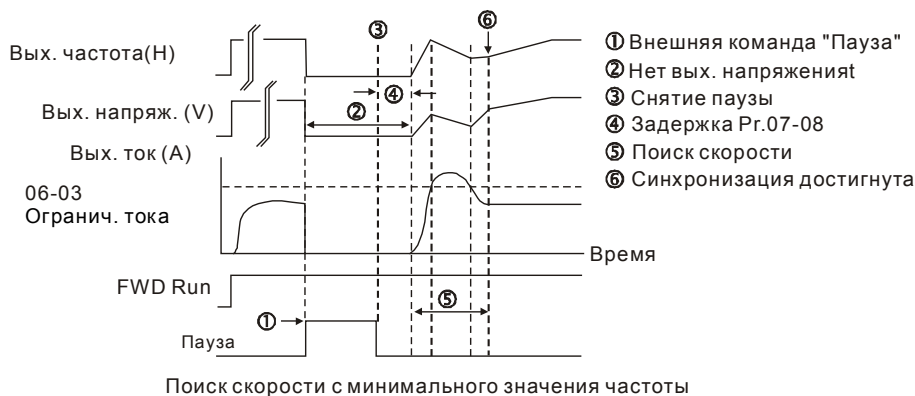 ⑥
③
Вых. частота(H)
④
②
Вых. напряж. (V)
Вых. ток (A)
06-03
Огранич. тока
Время
FWD Run
⑤
①
Пауза
① Внешняя команда "Пауза"
② Нет вых. напряженияt
③ Снятие паузы
④ Задержка Pr.07-08
⑤ Поиск скорости
⑥ Синхронизация достигнута
Поиск скорости с минимального значения частоты